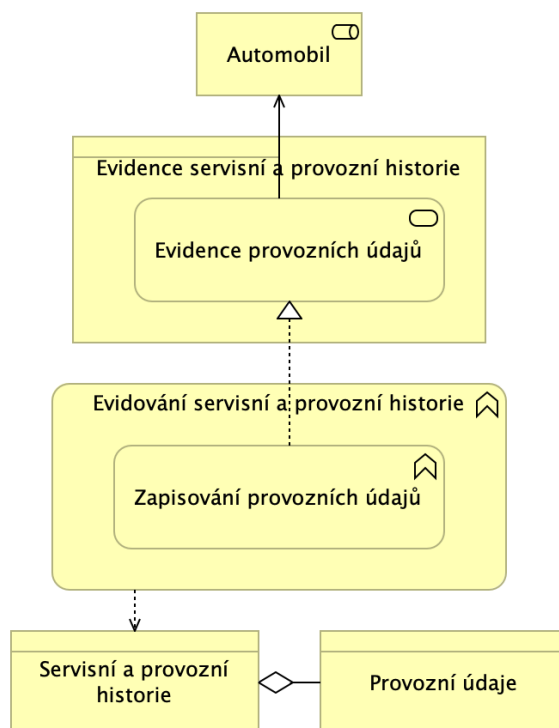 Automobil
Evidence servisní a provozní historie
Evidence provozních údajů
Evidování servisní a provozní historie
Zapisování provozních údajů
Servisní a provozní
historie
Provozní údaje